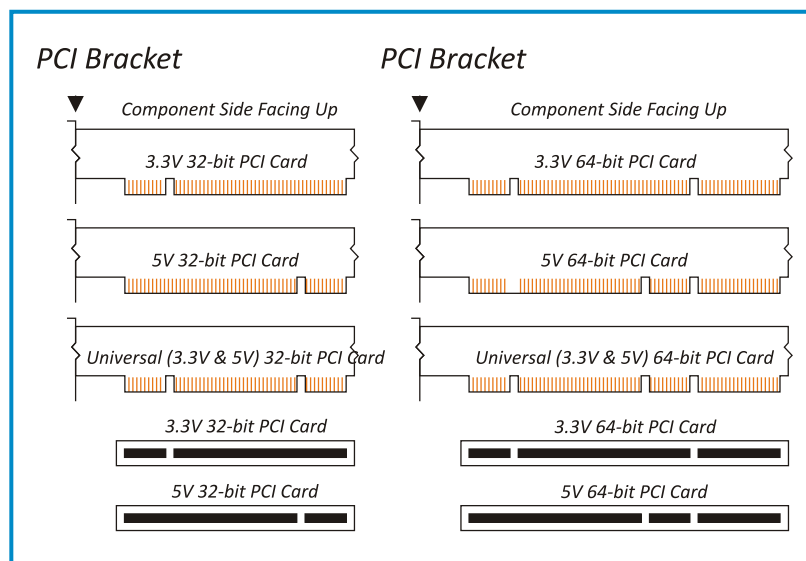 PCI Bracket
Component Side Facing Up
3.3V 32-bit PCI Card
5V 32-bit PCI Card
Universal (3.3V & 5V) 32-bit PCI Card
3.3V 32-bit PCI Card
5V 32-bit PCI Card
PCI Bracket
Component Side Facing Up
3.3V 64-bit PCI Card
5V 64-bit PCI Card
Universal (3.3V & 5V) 64-bit PCI Card
3.3V 64-bit PCI Card
5V 64-bit PCI Card